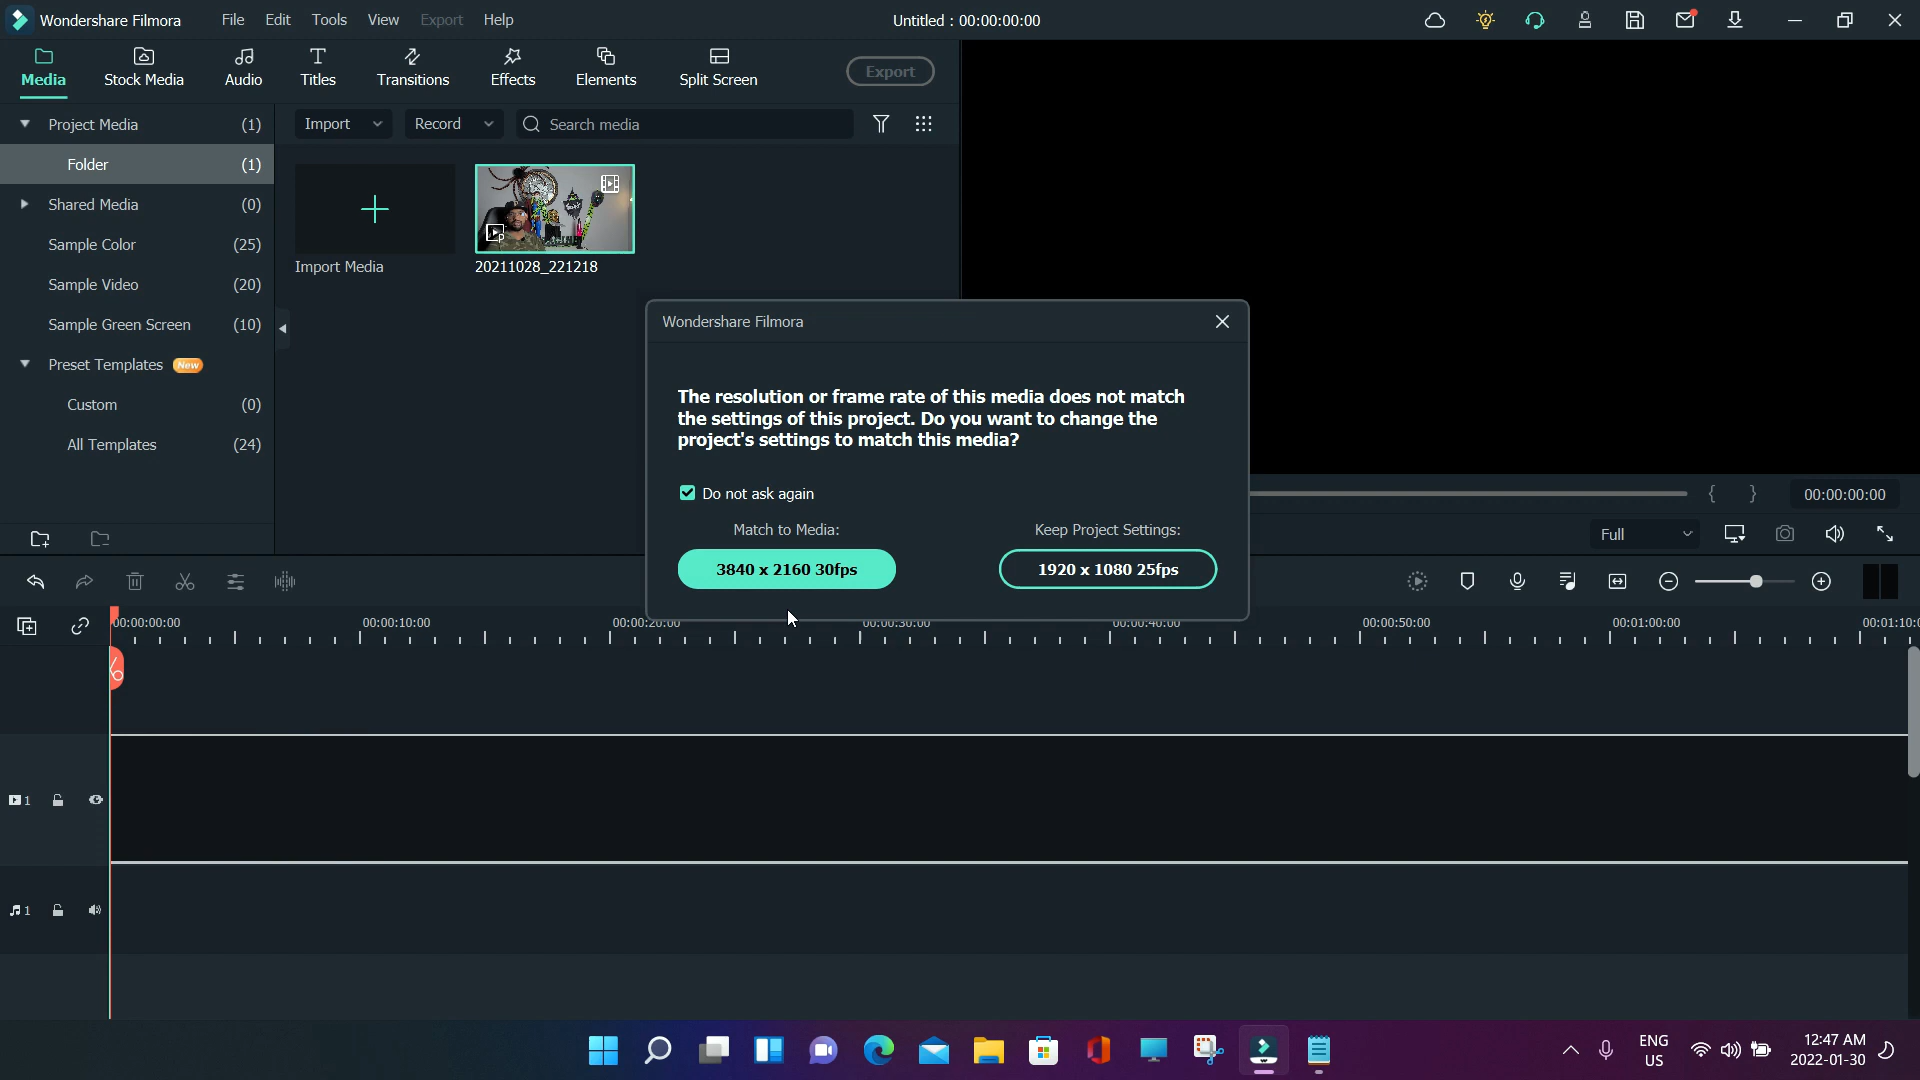 Wondershare Filmora File Edit Tools View Export Help Untitled : 00:00:00:00
Media Stock Media Audio Titles Transitions Effects Elements Split Screen Export
Project Media (1) Import Record Search media
Folder (1)
Shared Media (0)
Sample Color (25)
Import Media 20211028_221218
Sample Video (20)
Sample Green Screen (10)
Preset Templates New
Custom (0)
All Templates (24)
Wondershare Filmora
The resolution or frame rate of this media does not match
the settings of this project. Do you want to change the
project's settings to match this media?
Do not ask again
Match to Media: Keep Project Settings:
3840 x 2160 30fps 1920 x 1080 25fps
{ } 00:00:00:00
Full
00:00:00:00 00:00:10:00 00:00:20:00 00:00:30:00 00:00:40:00 00:00:50:00 00:01:00:00 00:01:10:0
1
1
ENG
US
12:47 AM
2022-01-30